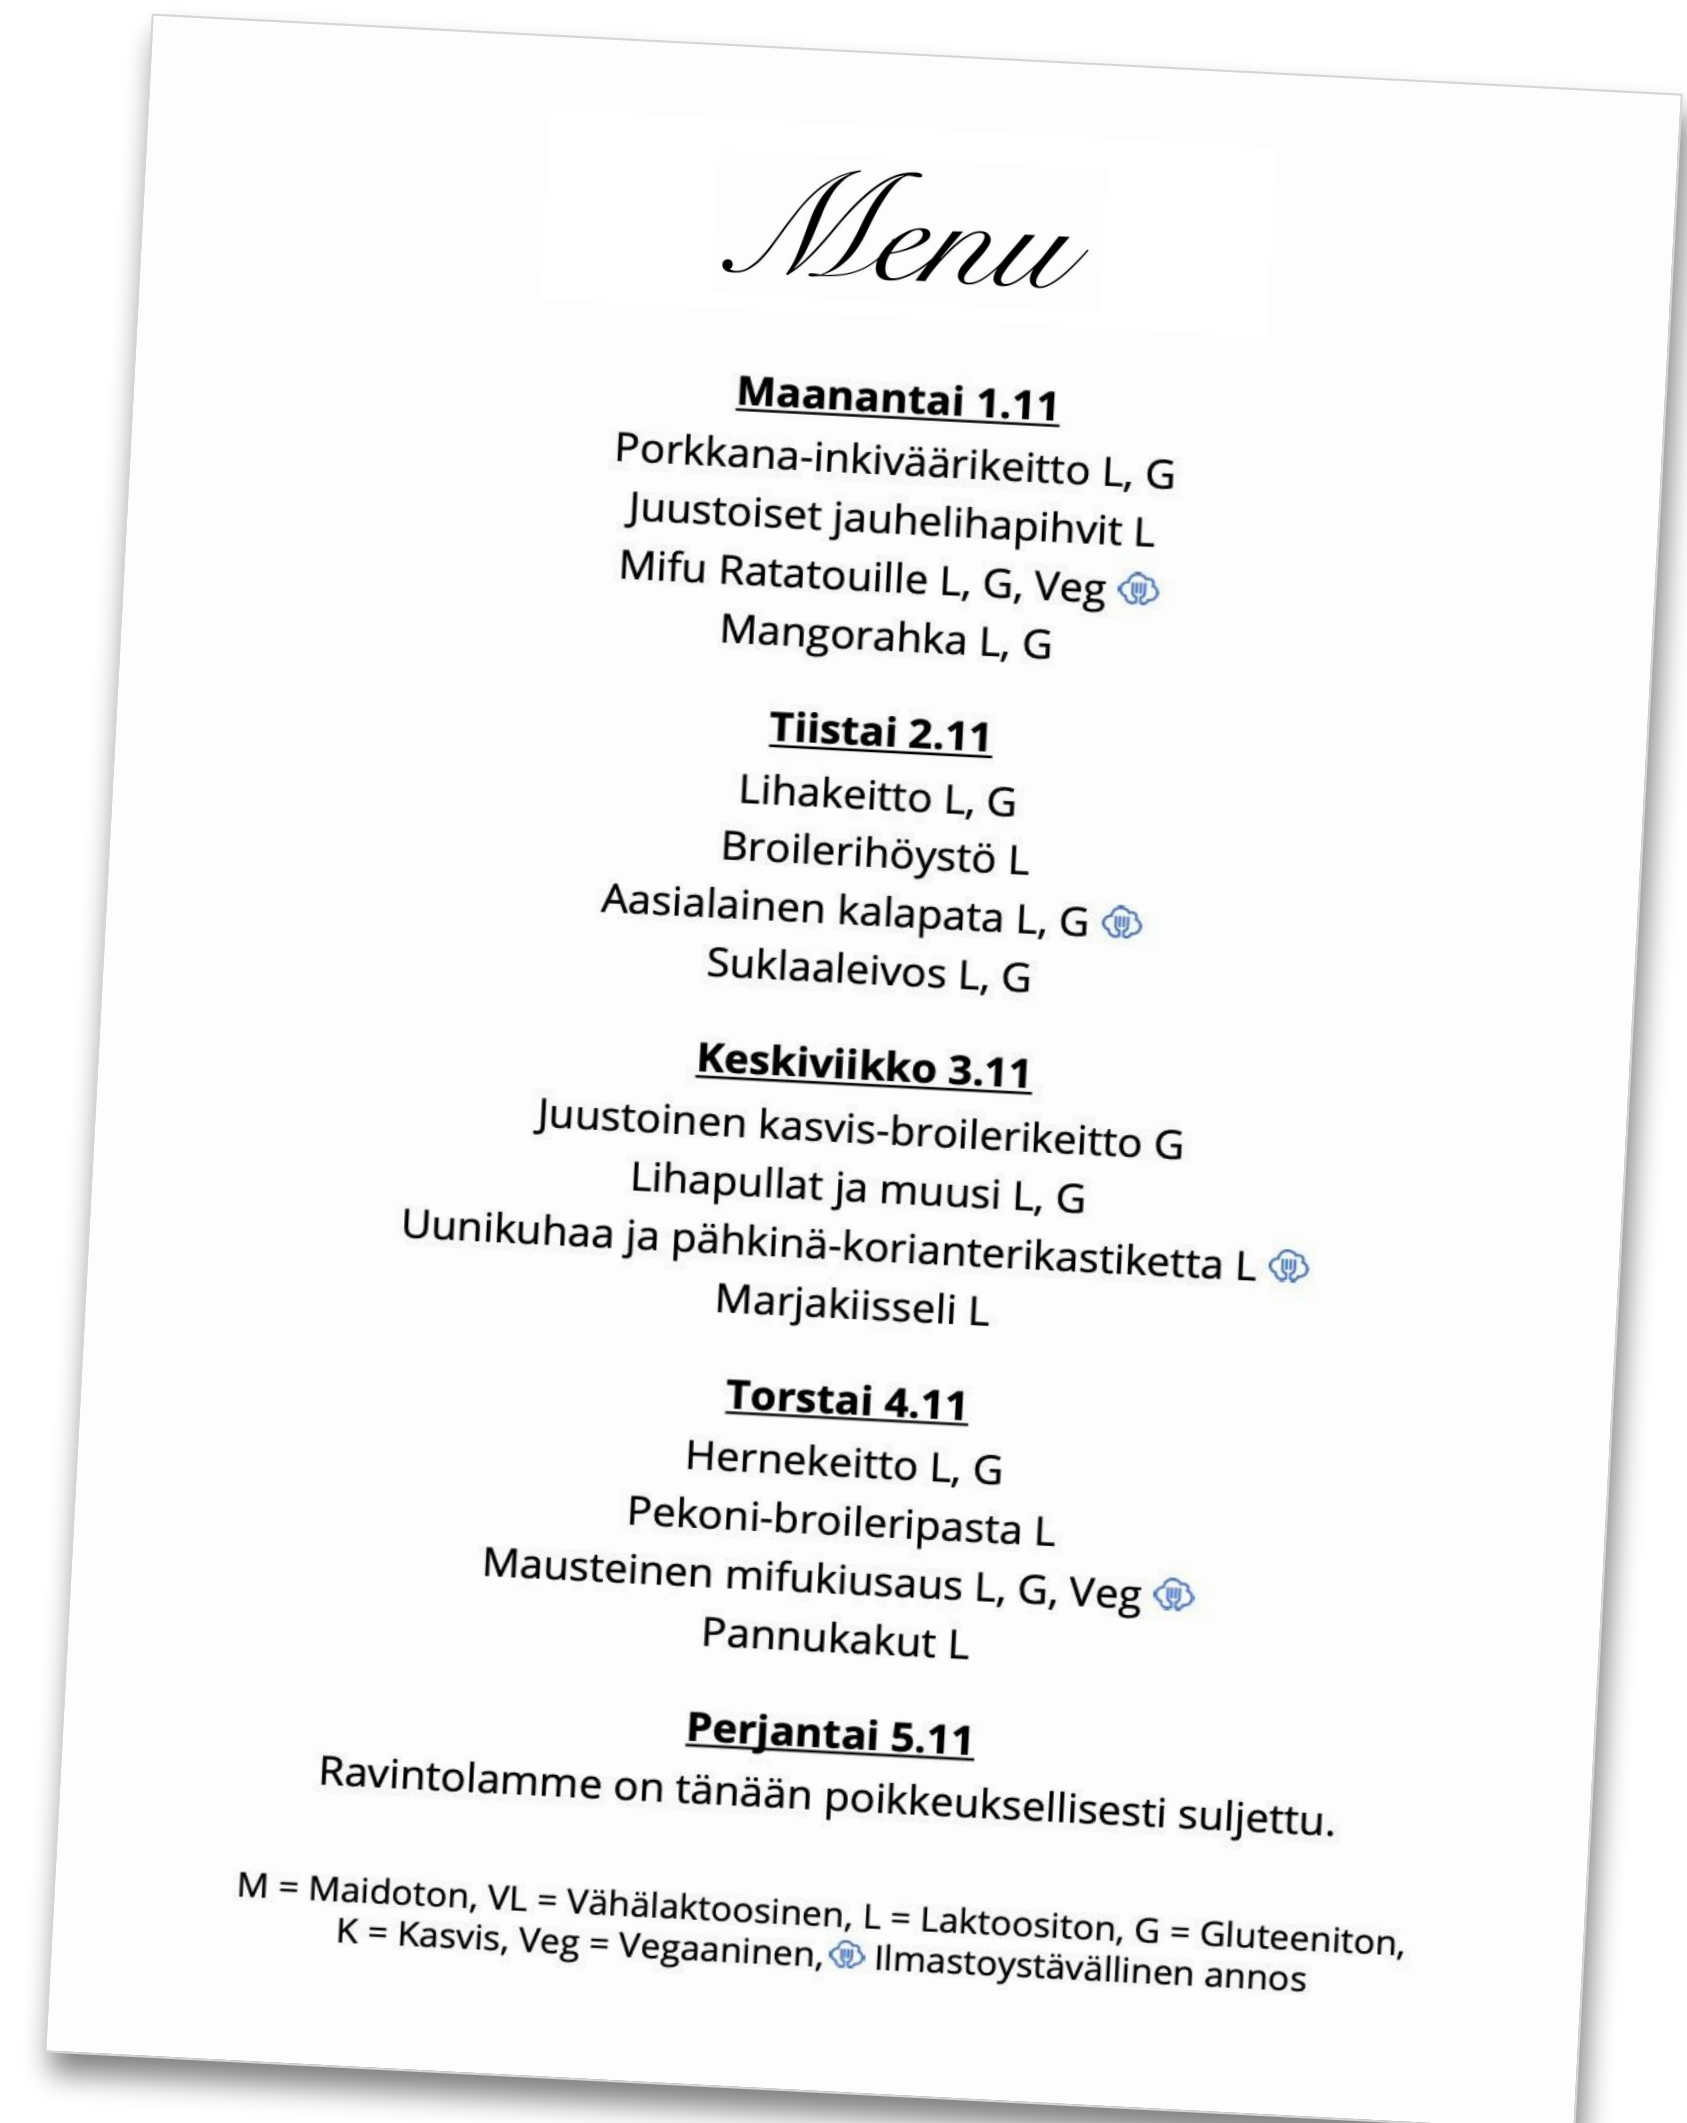 Menu
Maanantai 1.11
Porkkana-inkiväärikeitto L, G
Juustoiset jauhelihapihvit L
Mifu Ratatouille L, G, Veg
Mangorahka L, G
Tiistai 2.11
Lihakeitto L, G
Broilerihöystö L
Aasialainen kalapata L, G
Suklaaleivos L, G
Keskiviikko 3.11
Juustoinen kasvis-broilerikeitto G
Lihapullat ja muusi L, G
Uunikuhaa ja pähkinä-korianterikastiketta L
Marjakiisseli L
Torstai 4.11
Hernekeitto L, G
Pekoni-broileripasta L
Mausteinen mifukiusaus L, G, Veg
Pannukakut L
Perjantai 5.11
Ravintolamme on tänään poikkeuksellisesti suljettu.
M = Maidoton, VL = Vähälaktoosinen, L = Laktoositon, G = Gluteeniton,
K = Kasvis, Veg = Vegaaninen, Ilmastoystävällinen annos